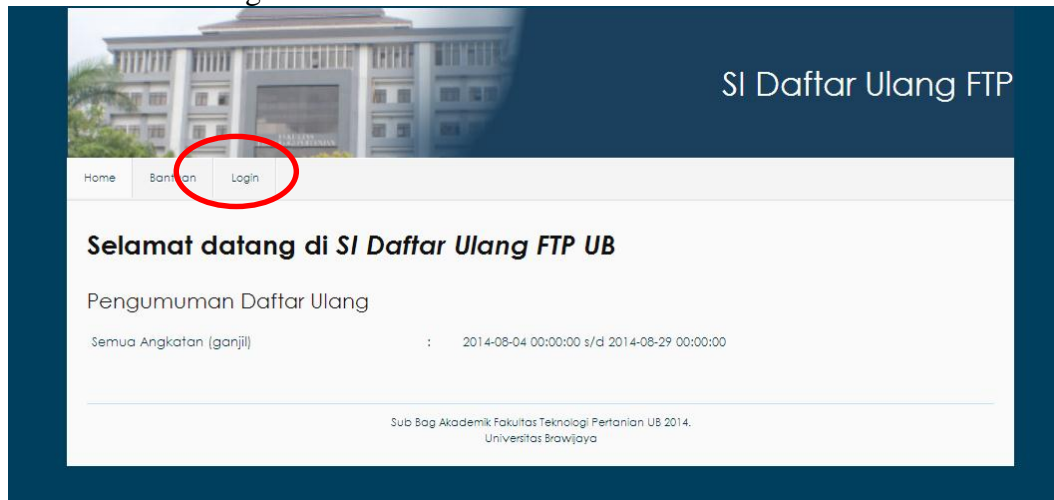 SI Daftar Ulang FTP
Home Bantuan Login
Selamat datang di SI Daftar Ulang FTP UB
Pengumuman Daftar Ulang
Semua Angkatan (ganjil) : 2014-08-04 00:00:00 s/d 2014-08-29 00:00:00
Sub Bag Akademik Fakultas Teknologi Pertanian UB 2014.
Universitas Brawijaya